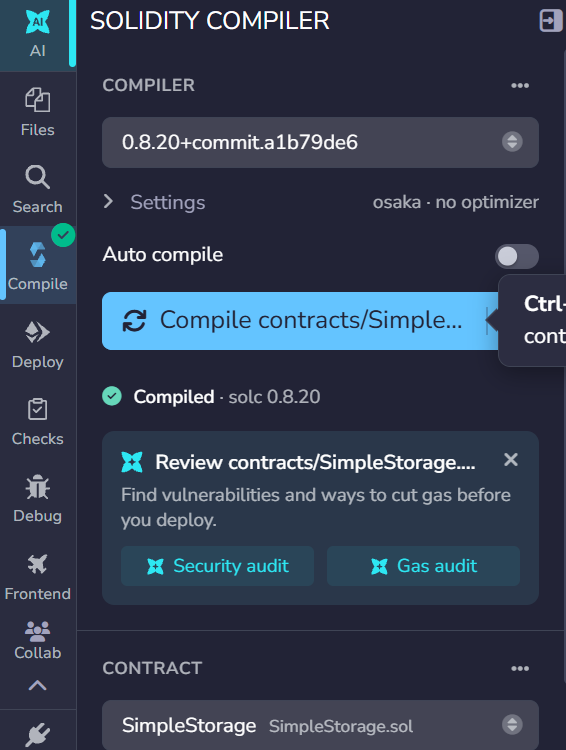 SOLIDITY COMPILER
AI
Files
Search
Compile
Deploy
Checks
Debug
Frontend
Collab
COMPILER
0.8.20+commit.a1b79de6
Settings osaka · no optimizer
Auto compile
Compile contracts/Simple...
Ctrl-
cont
Compiled · solc 0.8.20
Review contracts/SimpleStorage....
Find vulnerabilities and ways to cut gas before
you deploy.
Security audit Gas audit
CONTRACT
SimpleStorage SimpleStorage.sol